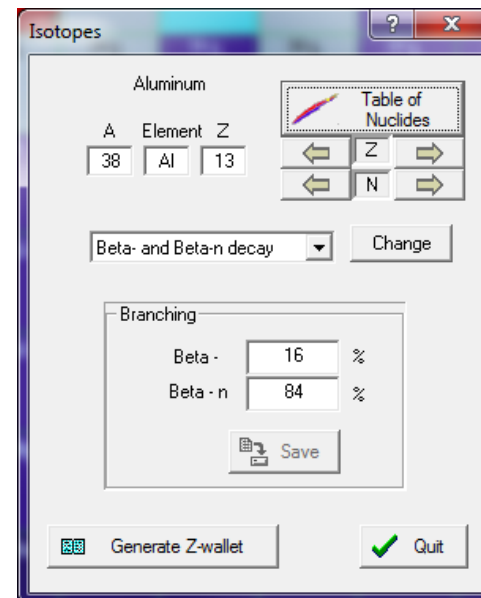 Isotopes
?
X
Aluminum
Table of
Nuclides
A Element Z
38 Al 13
Z
N
Beta- and Beta-n decay
Change
Branching
Beta - 16 %
Beta - n 84 %
Save
Generate Z-wallet
Quit